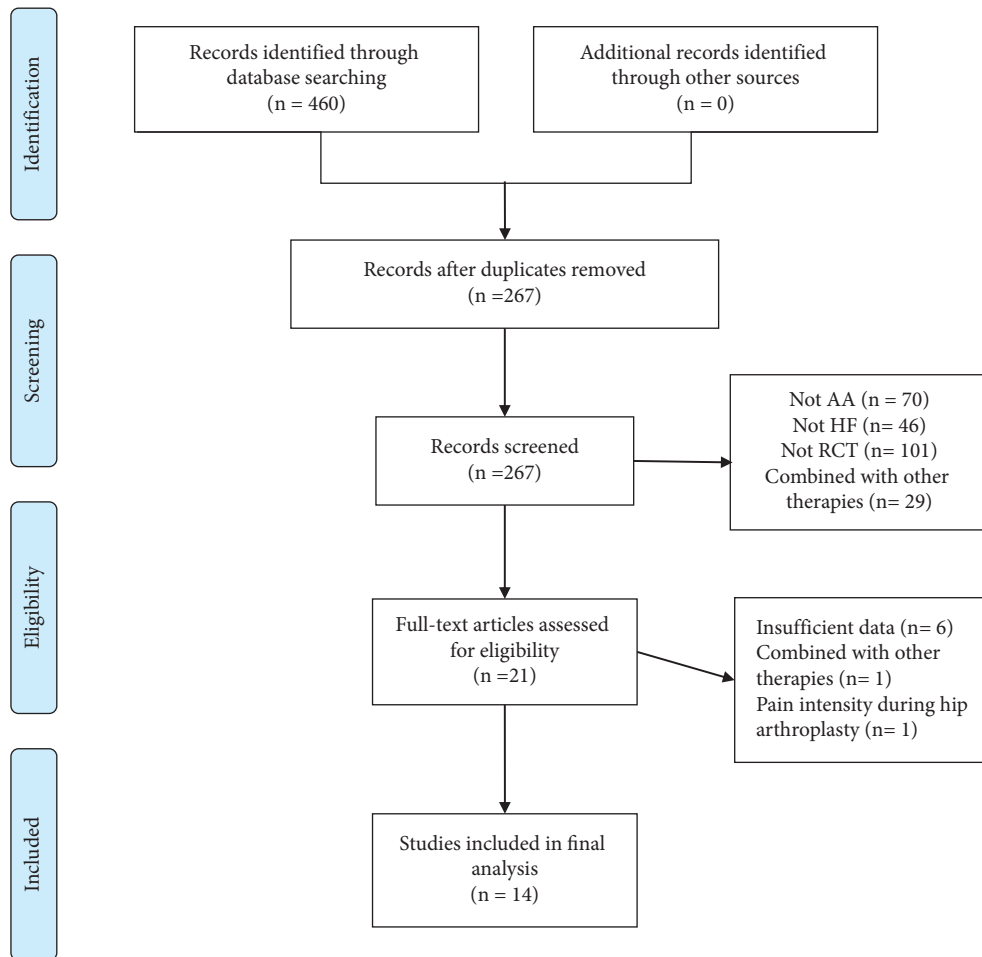 Identification
Records identified through
database searching
(n = 460)
Additional records identified
through other sources
(n = 0)
Screening
Records after duplicates removed
(n =267)
Records screened
(n =267)
Not AA (n = 70)
Not HF (n= 46)
Not RCT (n= 101)
Combined with other
therapies (n= 29)
Eligibility
Full-text articles assessed
for eligibility
(n =21)
Insufficient data (n= 6)
Combined with other
therapies (n= 1)
Pain intensity during hip
arthroplasty (n= 1)
Included
Studies included in final
analysis
(n = 14)